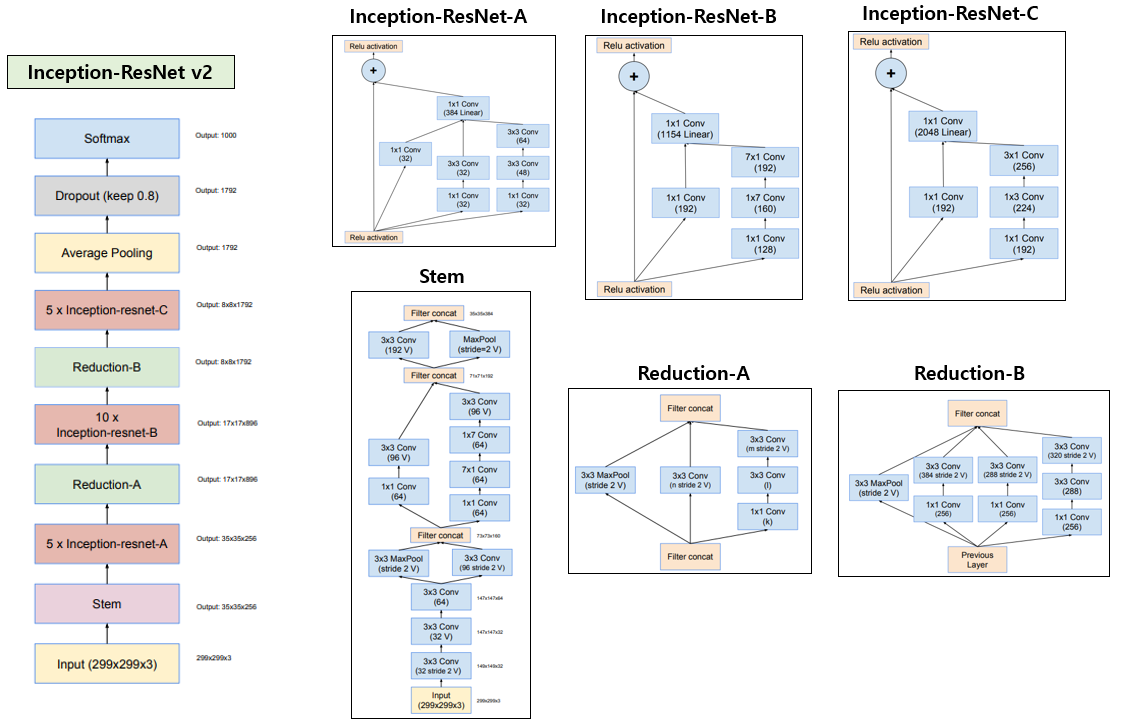 Inception-ResNet v2
Softmax
Output: 1000
Dropout (keep 0.8)
Output: 1792
Average Pooling
Output: 1792
5 x Inception-resnet-C
Output: 8x8x1792
Reduction-B
Output: 8x8x1792
10 x
Inception-resnet-B
Output: 17x17x896
Reduction-A
Output: 17x17x896
5 x Inception-resnet-A
Output: 35x35x256
Stem
Output: 35x35x256
Input (299x299x3)
299x299x3
Inception-ResNet-A
Relu activation
+
1x1 Conv
(384 Linear)
3x3 Conv
(64)
1x1 Conv
(32)
3x3 Conv
(32)
3x3 Conv
(48)
1x1 Conv
(32)
1x1 Conv
(32)
Relu activation
Inception-ResNet-B
Relu activation
+
1x1 Conv
(1154 Linear)
7x1 Conv
(192)
1x1 Conv
(192)
1x7 Conv
(160)
1x1 Conv
(128)
Relu activation
Inception-ResNet-C
Relu activation
+
1x1 Conv
(2048 Linear)
3x1 Conv
(256)
1x1 Conv
(192)
1x3 Conv
(224)
1x1 Conv
(192)
Relu activation
Stem
Filter concat
35x35x384
3x3 Conv
(192 V)
MaxPool
(stride=2 V)
Filter concat
71x71x192
3x3 Conv
(96 V)
1x7 Conv
(64)
3x3 Conv
(96 V)
7x1 Conv
(64)
1x1 Conv
(64)
1x1 Conv
(64)
Filter concat
73x73x160
3x3 MaxPool
(stride 2 V)
3x3 Conv
(96 stride 2 V)
3x3 Conv
(64)
147x147x64
3x3 Conv
(32 V)
147x147x32
3x3 Conv
(32 stride 2 V)
149x149x32
Input
(299x299x3)
299x299x3
Reduction-A
Filter concat
3x3 Conv
(m stride 2 V)
3x3 MaxPool
(stride 2 V)
3x3 Conv
(n stride 2 V)
3x3 Conv
(l)
1x1 Conv
(k)
Filter concat
Reduction-B
Filter concat
3x3 Conv
(320 stride 2 V)
3x3 MaxPool
(stride 2 V)
3x3 Conv
(384 stride 2 V)
3x3 Conv
(288 stride 2 V)
3x3 Conv
(288)
1x1 Conv
(256)
1x1 Conv
(256)
1x1 Conv
(256)
Previous
Layer